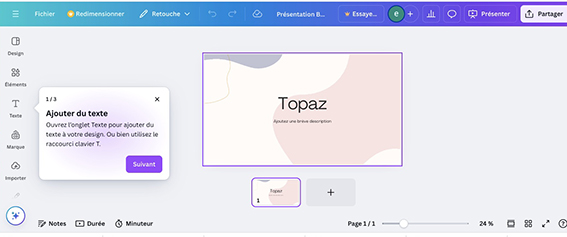 Fichier
Redimensionner
Retouche
Présentation B...
Essaye...
e
+
Présenter
Partager
Design
Éléments
Texte
Marque
Importer
1 / 3
Ajouter du texte
Ouvrez l'onglet Texte pour ajouter du
texte à votre design. Ou bien utilisez le
raccourci clavier T.
Suivant
Topaz
Ajoutez une brève description
Topaz
1
+
Notes
Durée
Minuteur
Page 1 / 1
24 %